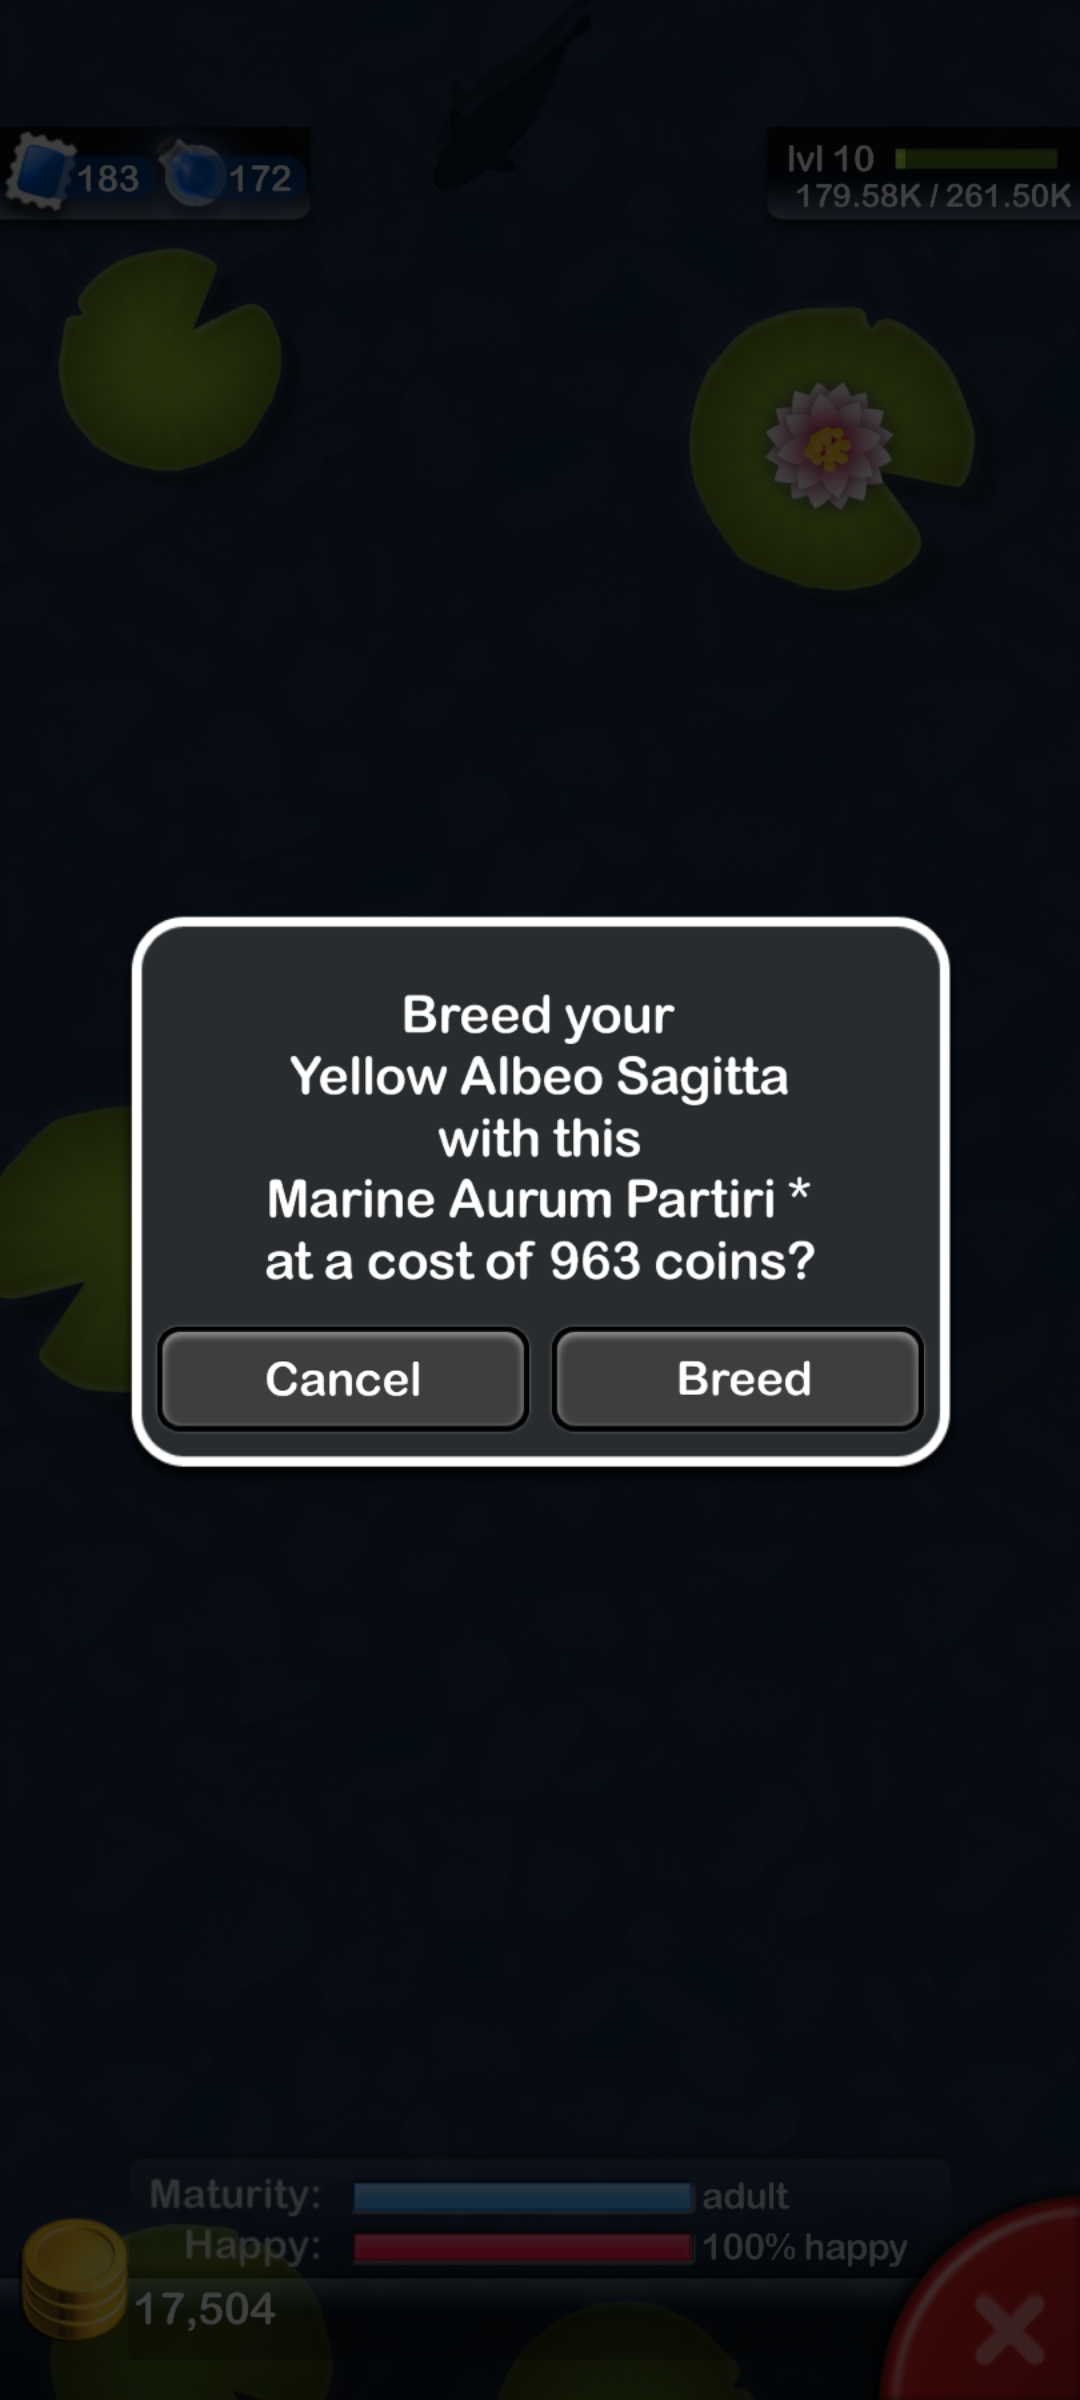 183
172
lvl 10
179.58K / 261.50K
Breed your
Yellow Albeo Sagitta
with this
Marine Aurum Partiri *
at a cost of 963 coins?
Cancel
Breed
Maturity:
adult
Happy:
100% happy
17,504